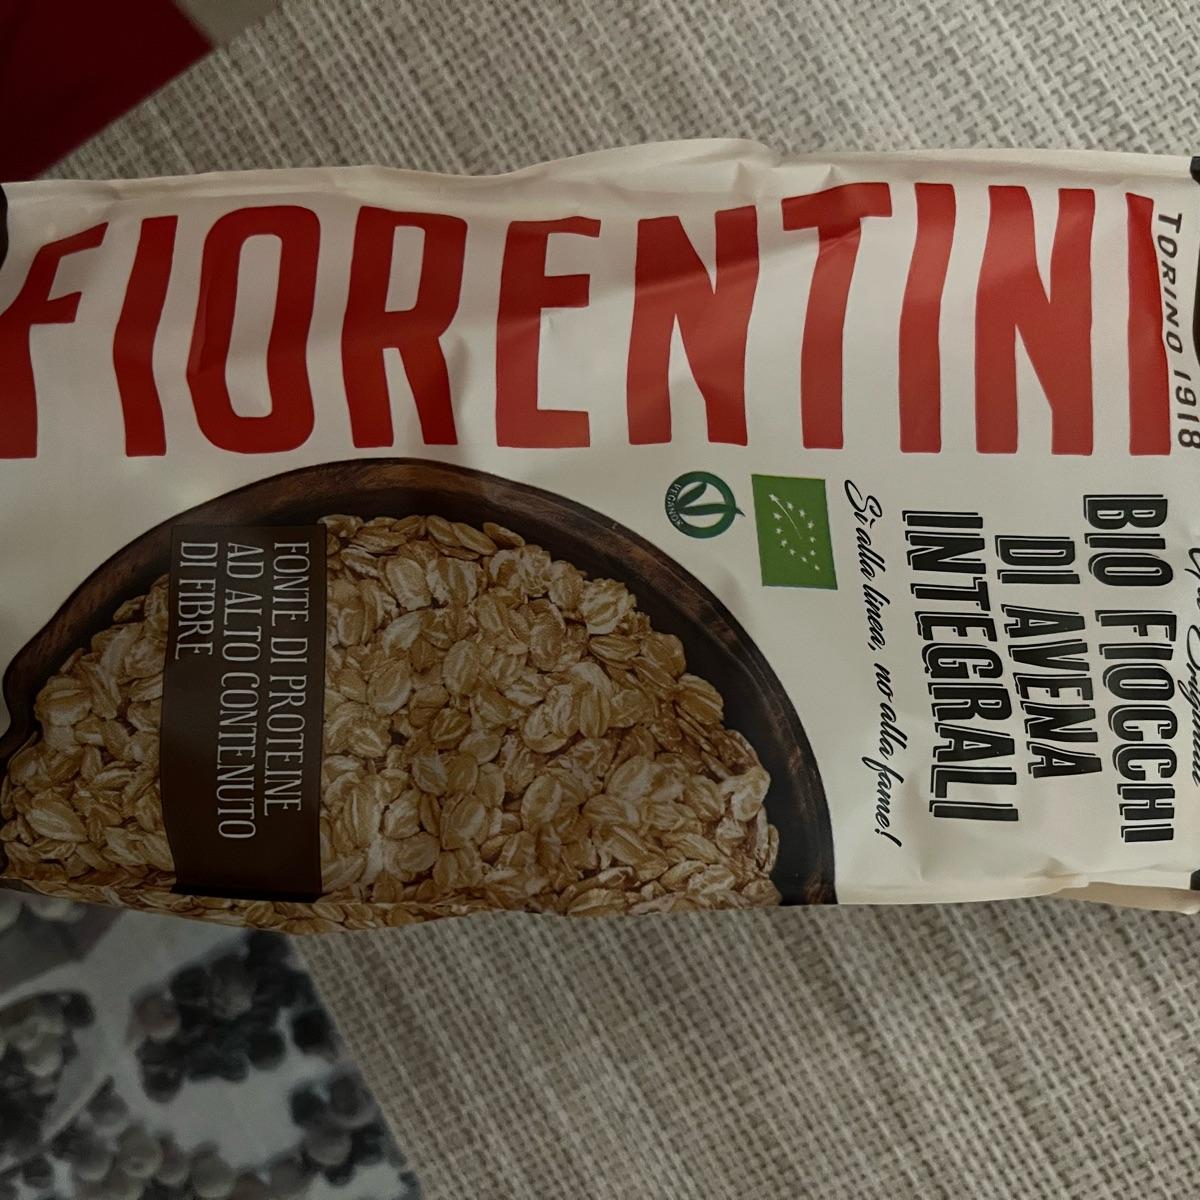 FIORENTINI
TORINO 1918
BIO FIOCCHI
DI AVENA
INTEGRALI
Sì alla linea, no alla fame!
VEGANOK
FONTE DI PROTEINE
AD ALTO CONTENUTO
DI FIBRE